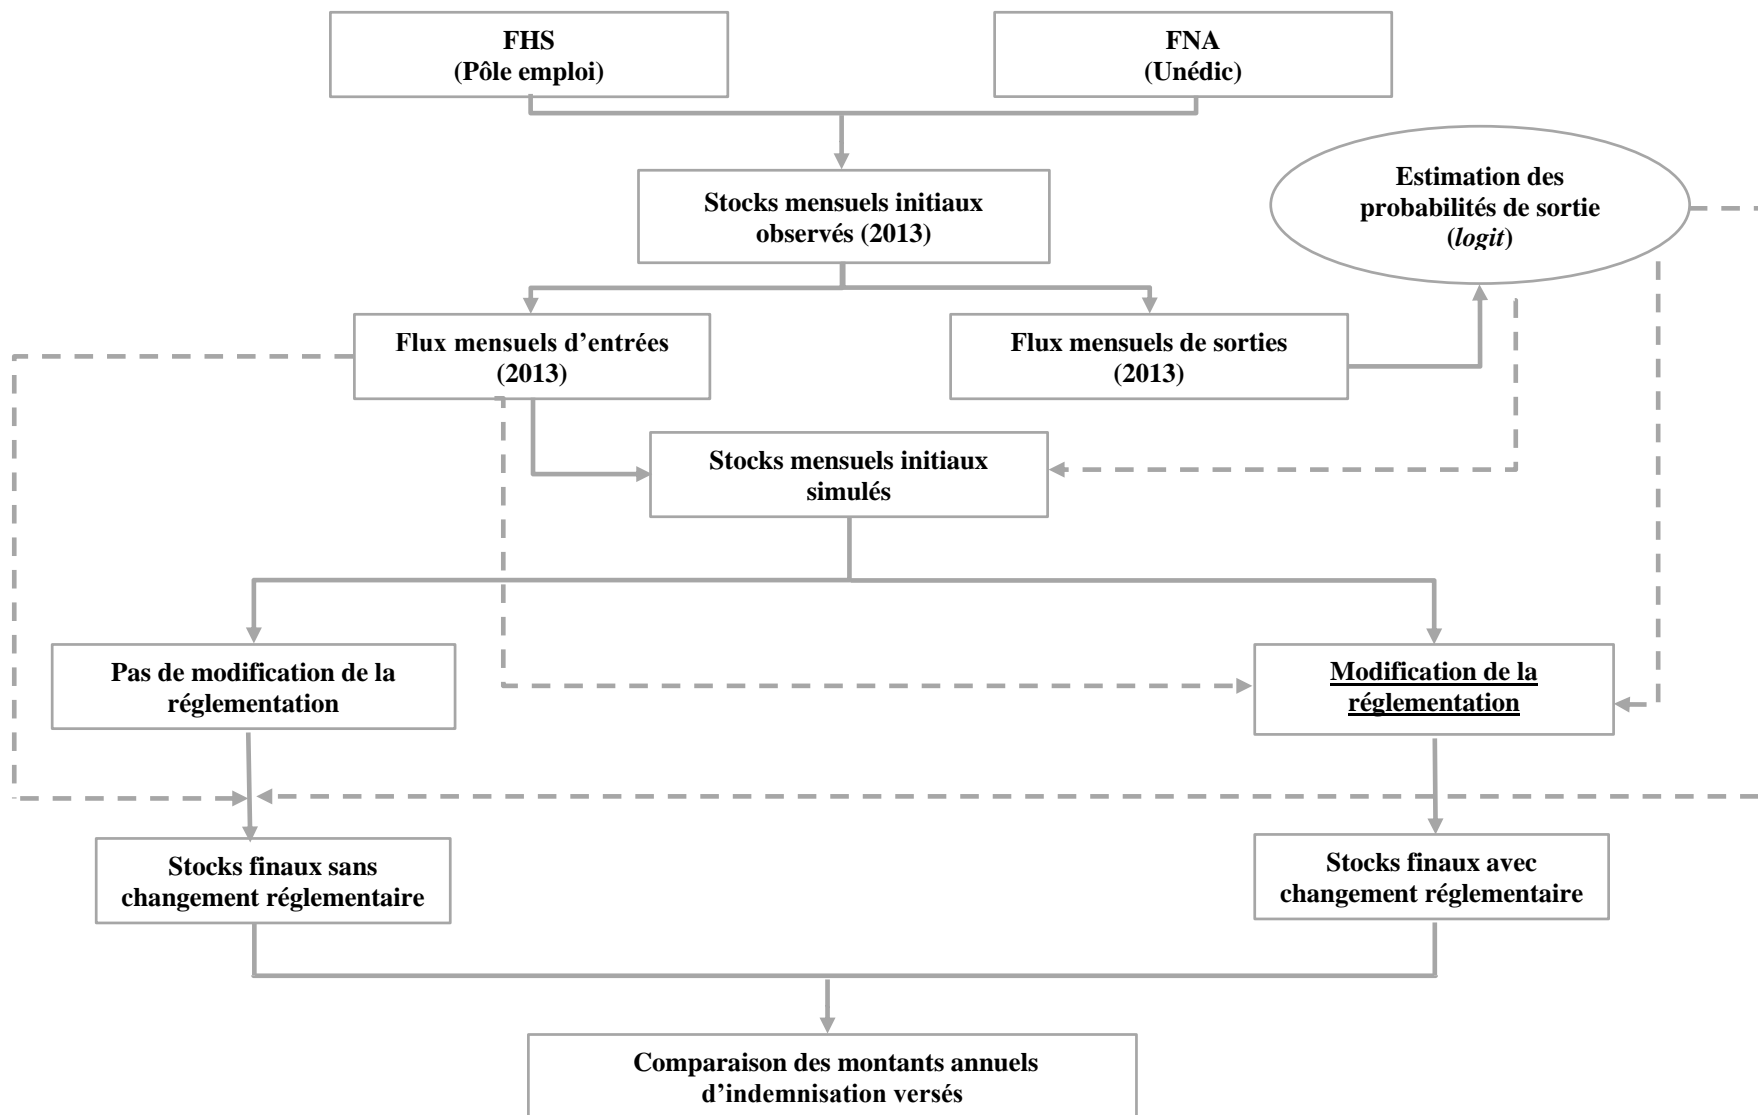 FHS
(Pôle emploi)
FNA
(Unédic)
Stocks mensuels initiaux
observés (2013)
Estimation des
probabilités de sortie
(logit)
Flux mensuels d’entrées
(2013)
Flux mensuels de sorties
(2013)
Stocks mensuels initiaux
simulés
Pas de modification de la
réglementation
Modification de la
réglementation
Stocks finaux sans
changement réglementaire
Stocks finaux avec
changement réglementaire
Comparaison des montants annuels
d’indemnisation versés